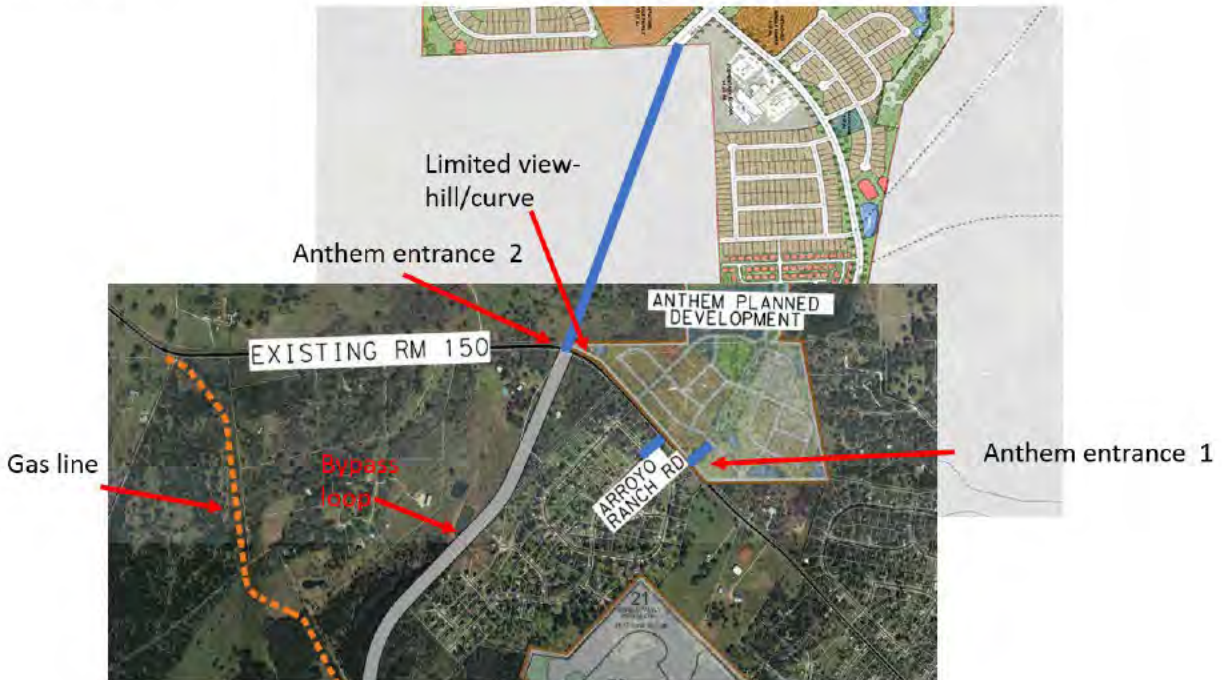 Limited view-
hill/curve
Anthem entrance 2
ANTHEM PLANNED
DEVELOPMENT
EXISTING RM 150
Gas line
Bypass
loop
ARROYO
RANCH RD
Anthem entrance 1
21